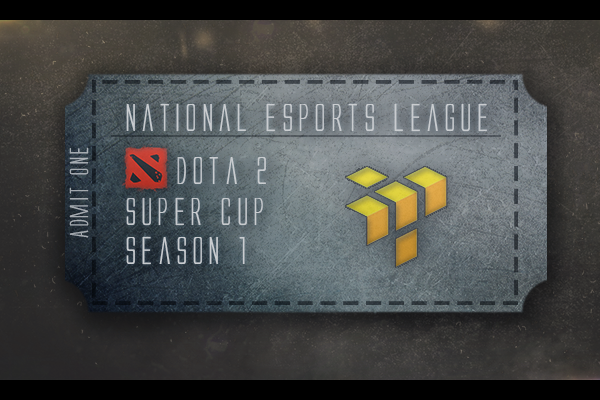 NATIONAL ESPORTS LEAGUE
DOTA 2
SUPER CUP
SEASON 1
ADMIT ONE